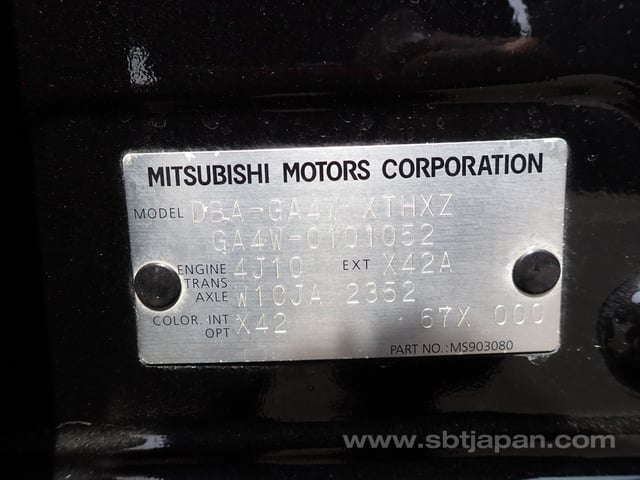 MITSUBISHI MOTORS CORPORATION
MODEL DBA-GA4W XTHXZ
GA4W-0101052
ENGINE 4J10 EXT X42A
TRANS
AXLE W1CJA 2352
COLOR. INT X42 67X 000
OPT
PART NO.: MS903080
www.sbtjapan.com